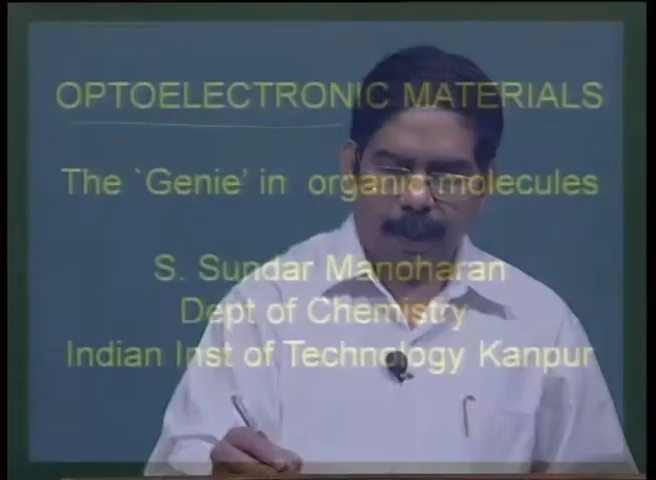 OPTOELECTRONIC MATERIALS
The `Genie' in organic molecules
S. Sundar Manoharan
Dept of Chemistry
Indian Inst of Technology Kanpur